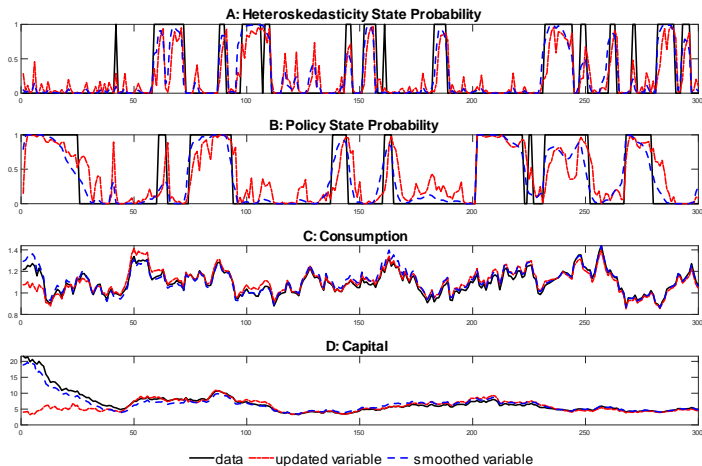 A: Heteroskedasticity State Probability
1
0.5
0
0 50 100 150 200 250 300
B: Policy State Probability
1
0.5
0
0 50 100 150 200 250 300
C: Consumption
1.4
1.2
1
0.8
0 50 100 150 200 250 300
D: Capital
20
15
10
5
0
0 50 100 150 200 250 300
data updated variable smoothed variable